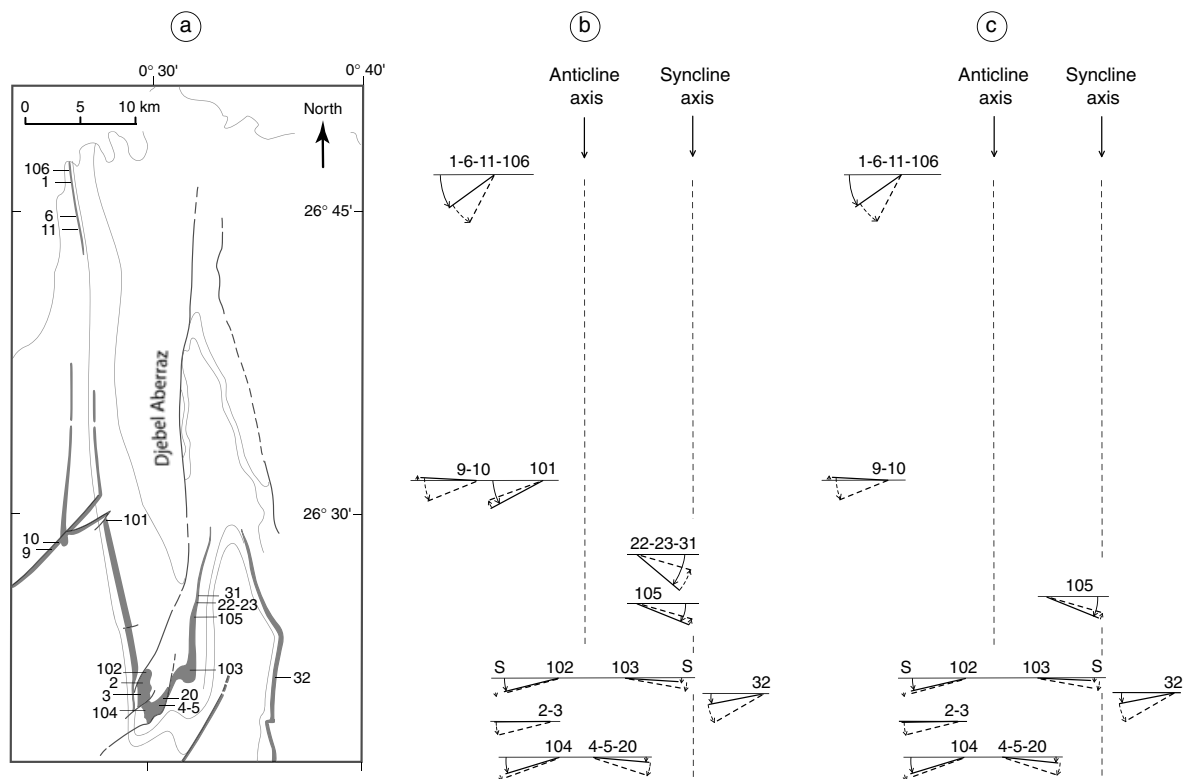 a
0° 30'
0° 40'
0 5 10 km
North
106
1
6
11
26° 45'
Djebel Aberraz
26° 30'
101
10
9
31
22-23
105
102
103
2
3
20
4-5
104
32
b
Anticline
axis
Syncline
axis
1-6-11-106
9-10
101
22-23-31
105
S 102 103 S
32
2-3
104 4-5-20
c
Anticline
axis
Syncline
axis
1-6-11-106
9-10
105
S 102 103 S
32
2-3
104 4-5-20